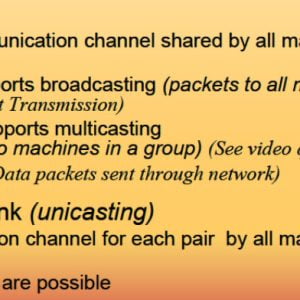 unication channel shared by all ma
orts broadcasting (packets to all m
t Transmission)
pports multicasting
o machines in a group) (See video
Data packets sent through network)
nk (unicasting)
on channel for each pair by all ma
are possible